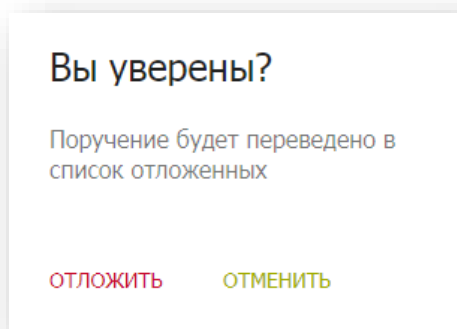 Вы уверены?
Поручение будет переведено в
список отложенных
ОТЛОЖИТЬ ОТМЕНИТЬ